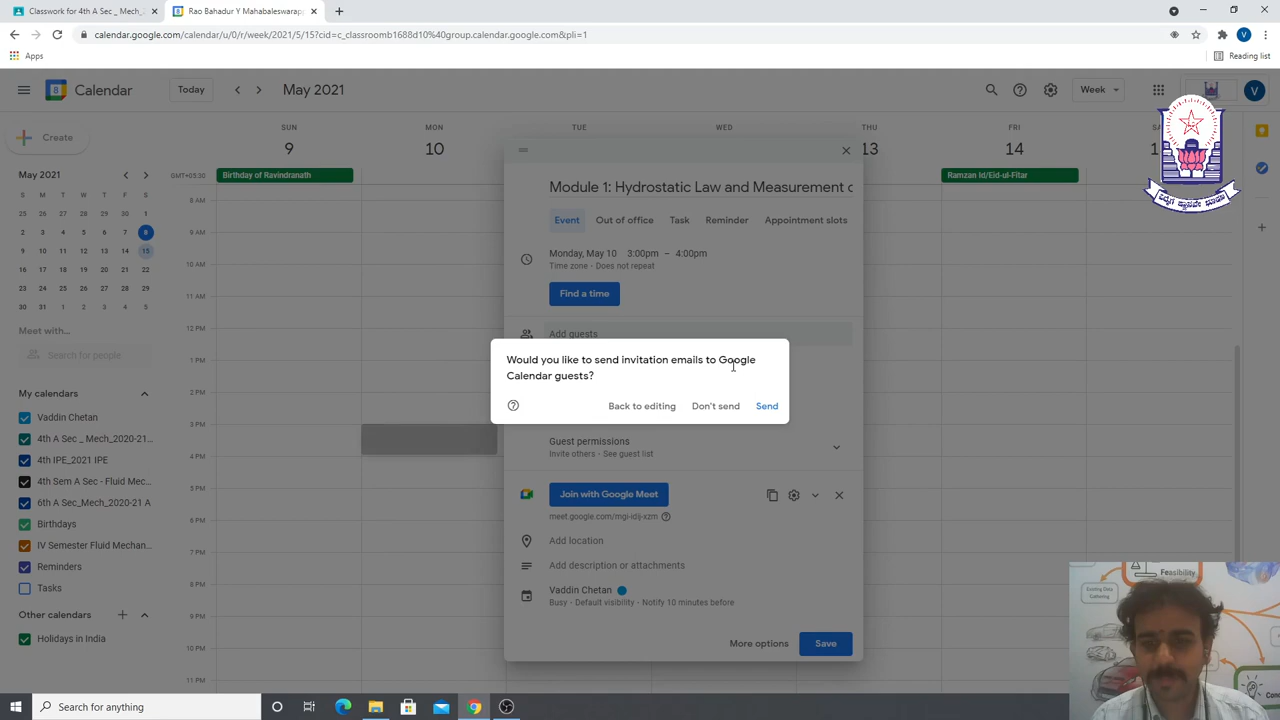 Classwork for 4th A Sec _ Mech_
Rao Bahadur Y Mahabaleswarap
calendar.google.com/calendar/u/0/r/week/2021/5/15?cid=c_classroomb1688d10%40group.calendar.google.com&pli=1
V
Apps
Reading list
8
Calendar
Today
May 2021
Week
V
Create
SUN
MON
TUE
WED
THU
FRI
9
10
13
14
1
May 2021
GMT+05:30
Birthday of Ravindranath
Ramzan Id/Eid-ul-Fitar
S M T W T F S
25 26 27 28 29 30 1
2 3 4 5 6 7 8
9 10 11 12 13 14 15
16 17 18 19 20 21 22
23 24 25 26 27 28 29
30 31 1 2 3 4 5
Meet with...
Search for people
My calendars
Vaddin Chetan
4th A Sec _ Mech_2020-21...
4th IPE_2021 IPE
4th Sem A Sec - Fluid Mec...
6th A Sec_Mech_2020-21 A
Birthdays
IV Semester Fluid Mechan...
Reminders
Tasks
Other calendars
Holidays in India
8 AM
9 AM
10 AM
11 AM
12 PM
1 PM
2 PM
3 PM
4 PM
5 PM
6 PM
7 PM
8 PM
9 PM
10 PM
11 PM
Module 1: Hydrostatic Law and Measurement o
Event Out of office Task Reminder Appointment slots
Monday, May 10 3:00pm – 4:00pm
Time zone · Does not repeat
Find a time
Add guests
Would you like to send invitation emails to Google
Calendar guests?
Back to editing Don't send Send
Guest permissions
Invite others · See guest list
Join with Google Meet
meet.google.com/mgi-idij-xzm
Add location
Add description or attachments
Vaddin Chetan
Busy · Default visibility · Notify 10 minutes before
More options Save
Feasibility
Existing Data
Gathering
Search for anything